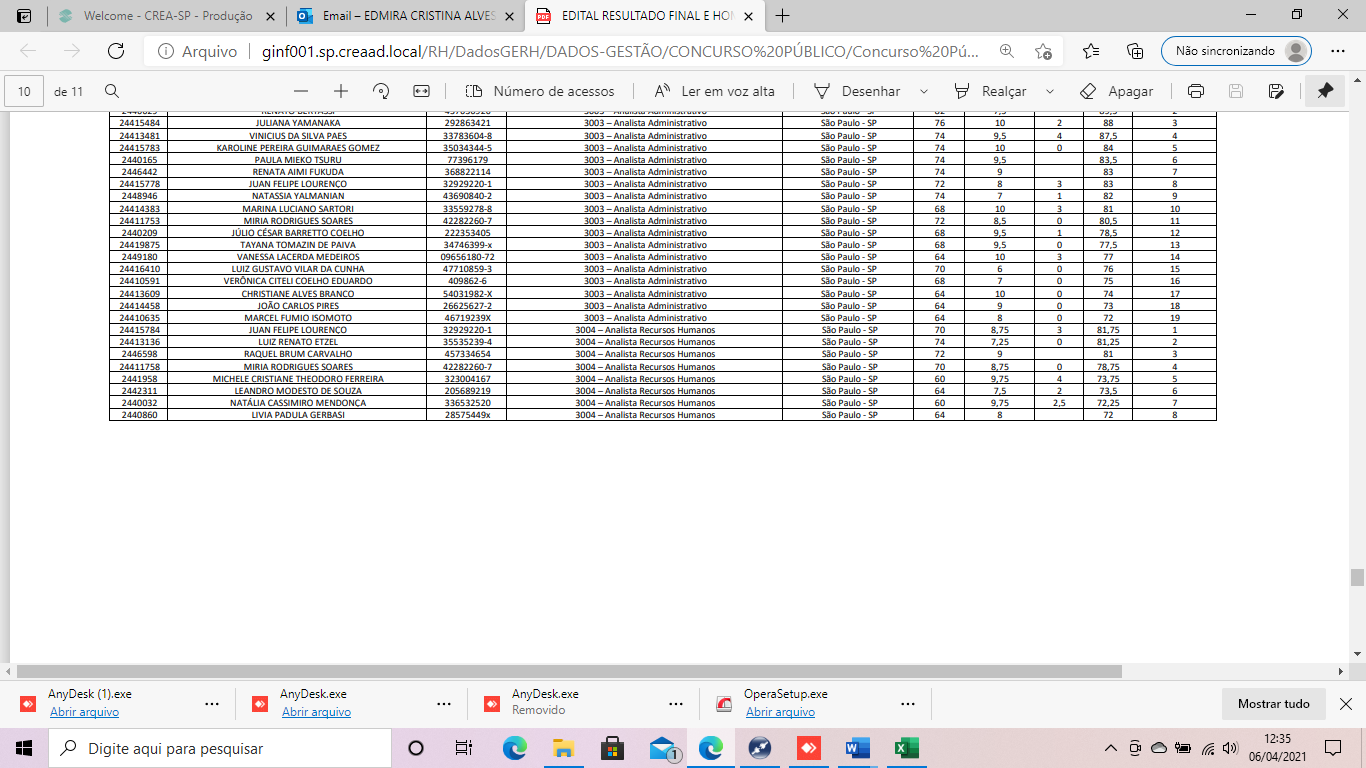 Welcome - CREA-SP - Produção
Email – EDMIRA CRISTINA ALVES
EDITAL RESULTADO FINAL E HOM
Arquivo
ginf001.sp.creaad.local/RH/DadosGERH/DADOS-GESTÃO/CONCURSO%20PÚBLICO/Concurso%20Pú...
Não sincronizando
10 de 11
Número de acessos
Ler em voz alta
Desenhar
Realçar
Apagar
24415484 JULIANA YAMANAKA 292863421 3003 – Analista Administrativo São Paulo - SP 76 10 2 88 3
24413481 VINICIUS DA SILVA PAES 33783604-8 3003 – Analista Administrativo São Paulo - SP 74 9,5 4 87,5 4
24415783 KAROLINE PEREIRA GUIMARAES GOMEZ 35034344-5 3003 – Analista Administrativo São Paulo - SP 74 10 0 84 5
2440165 PAULA MIEKO TSURU 77396179 3003 – Analista Administrativo São Paulo - SP 74 9,5 83,5 6
2446442 RENATA AIMI FUKUDA 368822114 3003 – Analista Administrativo São Paulo - SP 74 9 83 7
24415778 JUAN FELIPE LOURENÇO 32929220-1 3003 – Analista Administrativo São Paulo - SP 72 8 3 83 8
2448946 NATASSIA YALMANIAN 43690840-2 3003 – Analista Administrativo São Paulo - SP 74 7 1 82 9
24414383 MARINA LUCIANO SARTORI 33559278-8 3003 – Analista Administrativo São Paulo - SP 68 10 3 81 10
24411753 MIRIA RODRIGUES SOARES 42282260-7 3003 – Analista Administrativo São Paulo - SP 72 8,5 0 80,5 11
2440209 JÚLIO CÉSAR BARRETTO COELHO 222353405 3003 – Analista Administrativo São Paulo - SP 68 9,5 1 78,5 12
24419875 TAYANA TOMAZIN DE PAIVA 34746399-x 3003 – Analista Administrativo São Paulo - SP 68 9,5 0 77,5 13
2449180 VANESSA LACERDA MEDEIROS 09656180-72 3003 – Analista Administrativo São Paulo - SP 64 10 3 77 14
24416410 LUIZ GUSTAVO VILAR DA CUNHA 47710859-3 3003 – Analista Administrativo São Paulo - SP 70 6 0 76 15
24410591 VERÔNICA CITELI COELHO EDUARDO 409862-6 3003 – Analista Administrativo São Paulo - SP 68 7 0 75 16
24413609 CHRISTIANE ALVES BRANCO 54031982-X 3003 – Analista Administrativo São Paulo - SP 64 10 0 74 17
24414458 JOÃO CARLOS PIRES 26625627-2 3003 – Analista Administrativo São Paulo - SP 64 9 0 73 18
24410635 MARCEL FUMIO ISOMOTO 46719239X 3003 – Analista Administrativo São Paulo - SP 64 8 0 72 19
24415784 JUAN FELIPE LOURENÇO 32929220-1 3004 – Analista Recursos Humanos São Paulo - SP 70 8,75 3 81,75 1
24413136 LUIZ RENATO ETZEL 35535239-4 3004 – Analista Recursos Humanos São Paulo - SP 74 7,25 0 81,25 2
2446598 RAQUEL BRUM CARVALHO 457334654 3004 – Analista Recursos Humanos São Paulo - SP 72 9 81 3
24411758 MIRIA RODRIGUES SOARES 42282260-7 3004 – Analista Recursos Humanos São Paulo - SP 70 8,75 0 78,75 4
2441958 MICHELE CRISTIANE THEODORO FERREIRA 323004167 3004 – Analista Recursos Humanos São Paulo - SP 60 9,75 4 73,75 5
2442311 LEANDRO MODESTO DE SOUZA 205689219 3004 – Analista Recursos Humanos São Paulo - SP 64 7,5 2 73,5 6
2440032 NATÁLIA CASSIMIRO MENDONÇA 336532520 3004 – Analista Recursos Humanos São Paulo - SP 60 9,75 2,5 72,25 7
2440860 LIVIA PADULA GERBASI 28575449x 3004 – Analista Recursos Humanos São Paulo - SP 64 8 72 8
AnyDesk (1).exe
Abrir arquivo
AnyDesk.exe
Abrir arquivo
AnyDesk.exe
Removido
OperaSetup.exe
Abrir arquivo
Mostrar tudo
Digite aqui para pesquisar
1
12:35
06/04/2021